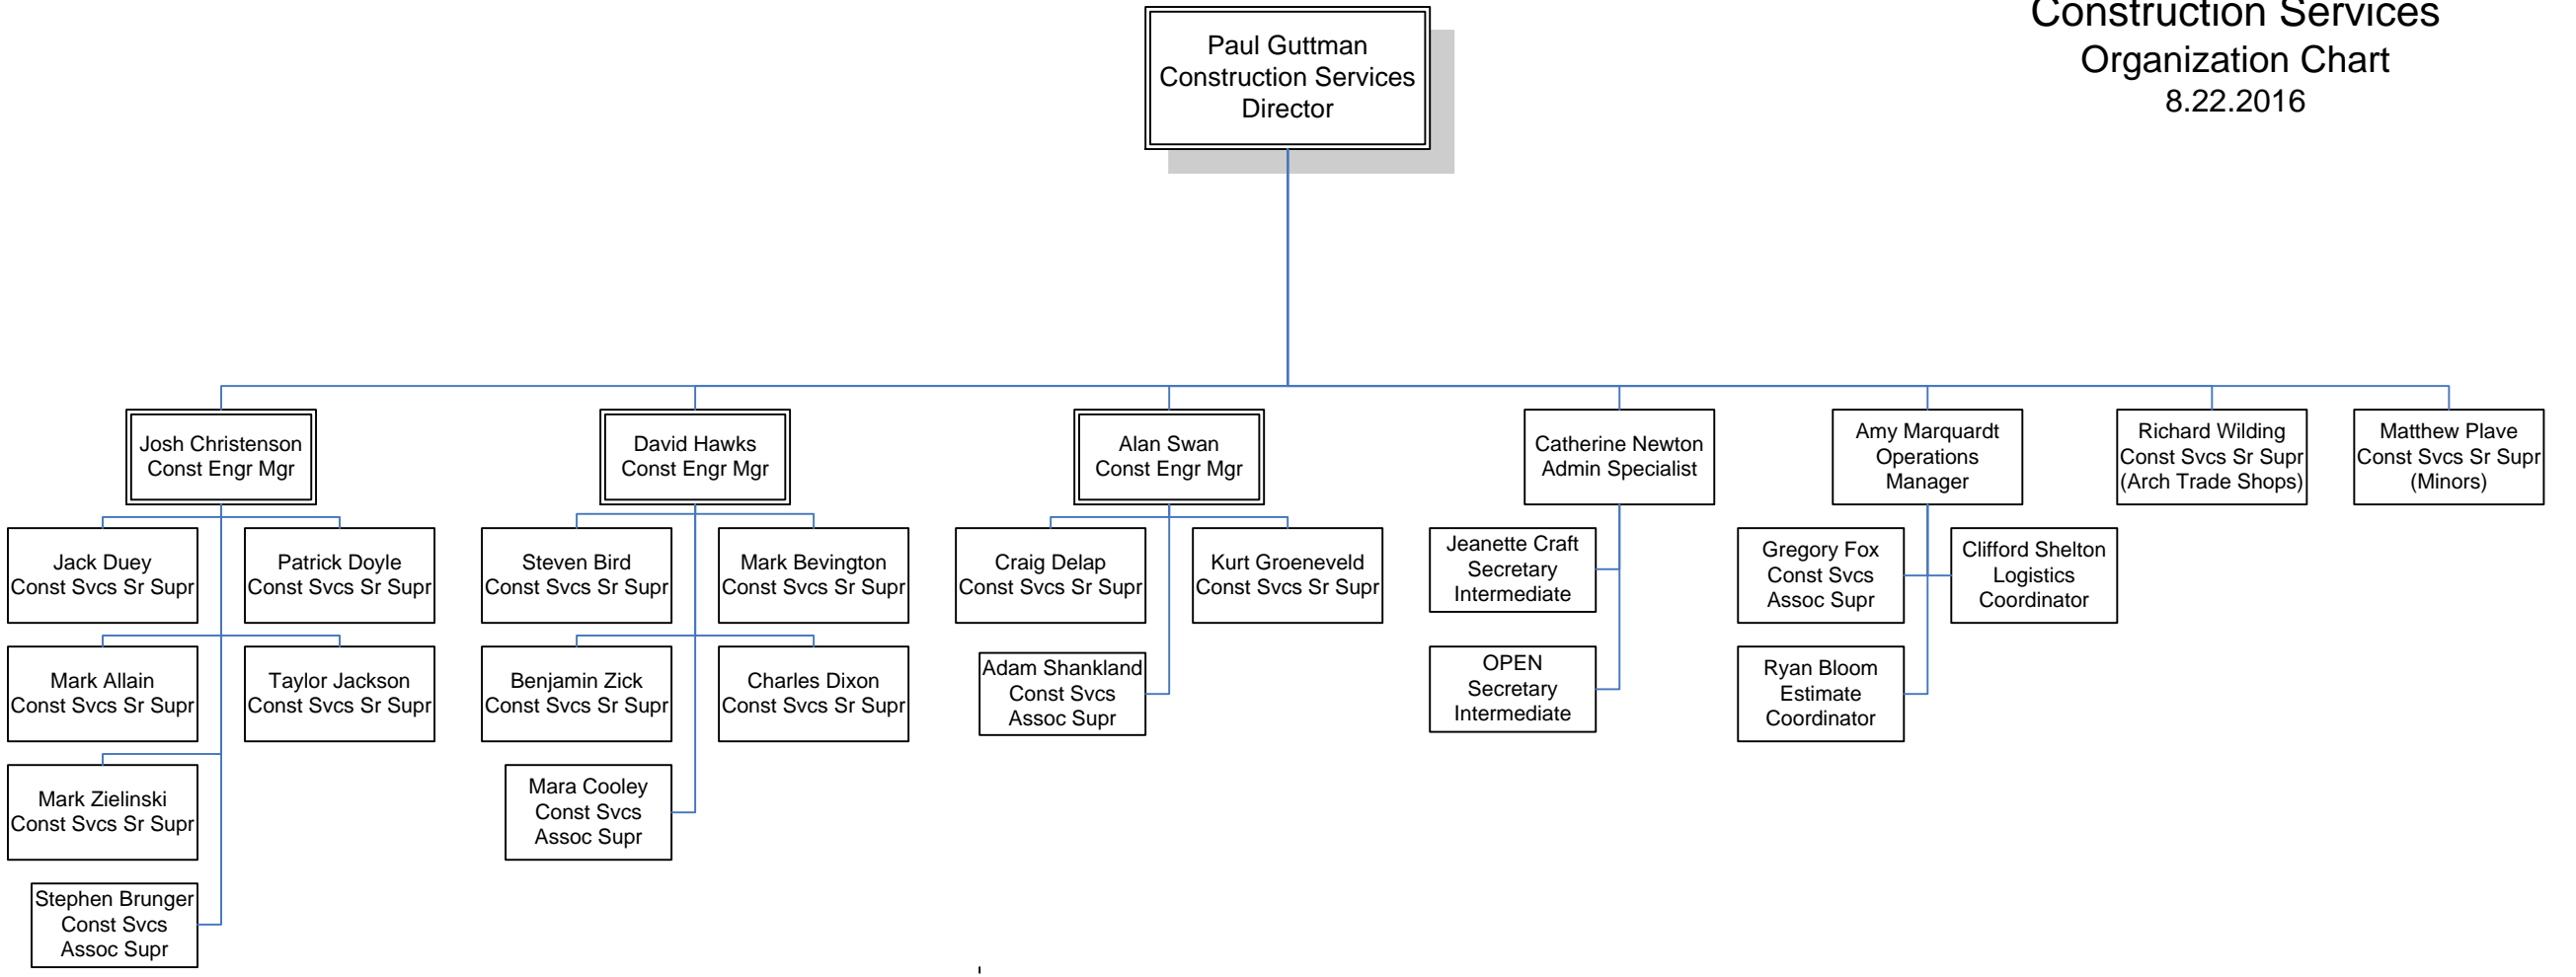 Construction Services
Organization Chart
8.22.2016
Paul Guttman
Construction Services
Director
Josh Christenson
Const Engr Mgr
David Hawks
Const Engr Mgr
Alan Swan
Const Engr Mgr
Catherine Newton
Admin Specialist
Amy Marquardt
Operations
Manager
Richard Wilding
Const Svcs Sr Supr
(Arch Trade Shops)
Matthew Plave
Const Svcs Sr Supr
(Minors)
Jack Duey
Const Svcs Sr Supr
Patrick Doyle
Const Svcs Sr Supr
Steven Bird
Const Svcs Sr Supr
Mark Bevington
Const Svcs Sr Supr
Craig Delap
Const Svcs Sr Supr
Kurt Groeneveld
Const Svcs Sr Supr
Jeanette Craft
Secretary
Intermediate
Gregory Fox
Const Svcs
Assoc Supr
Clifford Shelton
Logistics
Coordinator
Mark Allain
Const Svcs Sr Supr
Taylor Jackson
Const Svcs Sr Supr
Benjamin Zick
Const Svcs Sr Supr
Charles Dixon
Const Svcs Sr Supr
Adam Shankland
Const Svcs
Assoc Supr
OPEN
Secretary
Intermediate
Ryan Bloom
Estimate
Coordinator
Mark Zielinski
Const Svcs Sr Supr
Mara Cooley
Const Svcs
Assoc Supr
Stephen Brunger
Const Svcs
Assoc Supr